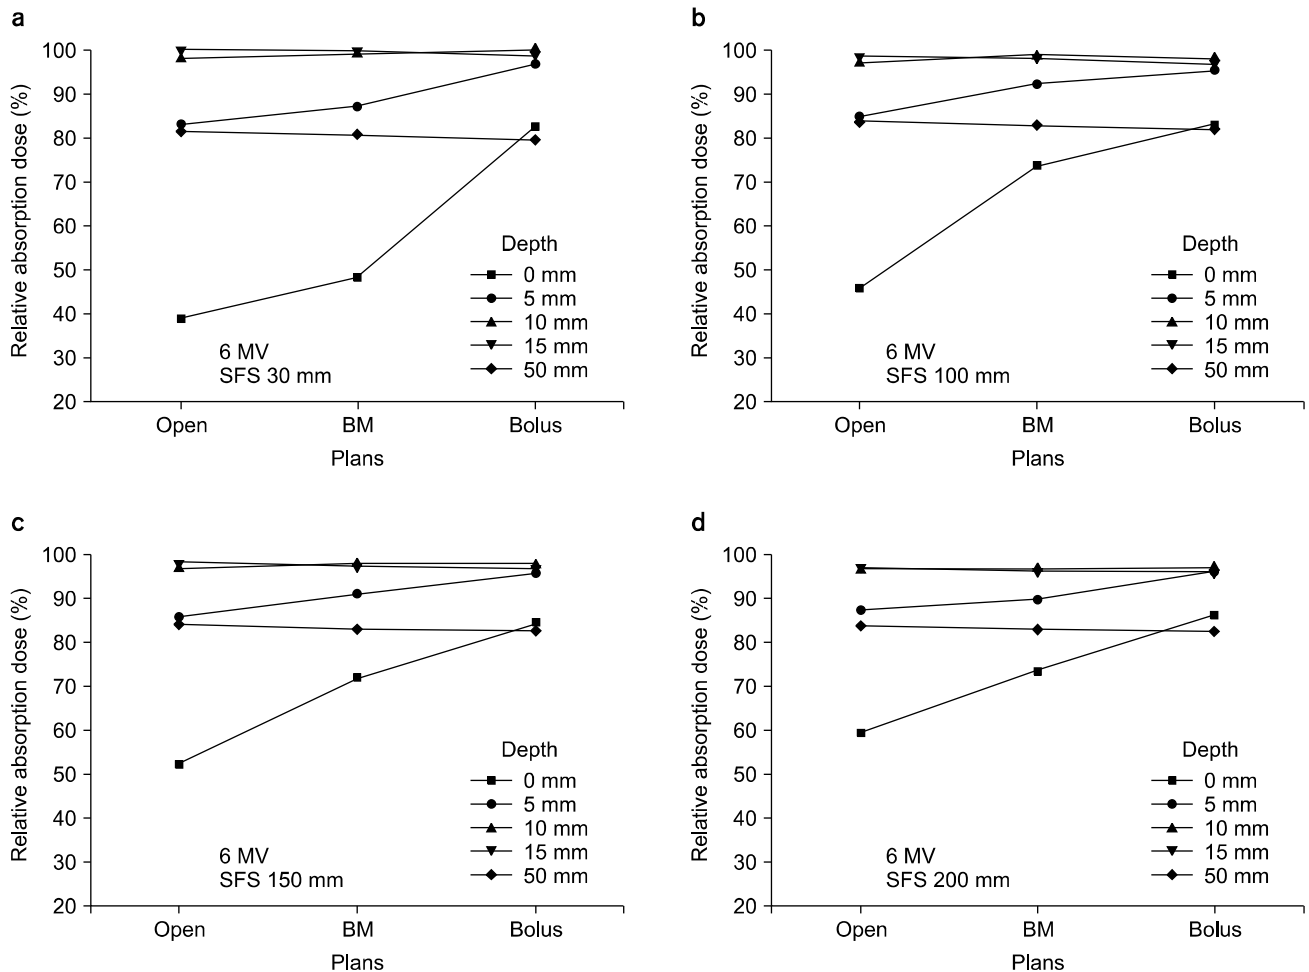 a
Relative absorption dose (%)
100
90
80
70
60
50
40
30
20
Depth
0 mm
5 mm
10 mm
15 mm
50 mm
6 MV
SFS 30 mm
Open BM Bolus
Plans
b
Relative absorption dose (%)
100
90
80
70
60
50
40
30
20
Depth
0 mm
5 mm
10 mm
15 mm
50 mm
6 MV
SFS 100 mm
Open BM Bolus
Plans
c
Relative absorption dose (%)
100
90
80
70
60
50
40
30
20
Depth
0 mm
5 mm
10 mm
15 mm
50 mm
6 MV
SFS 150 mm
Open BM Bolus
Plans
d
Relative absorption dose (%)
100
90
80
70
60
50
40
30
20
Depth
0 mm
5 mm
10 mm
15 mm
50 mm
6 MV
SFS 200 mm
Open BM Bolus
Plans